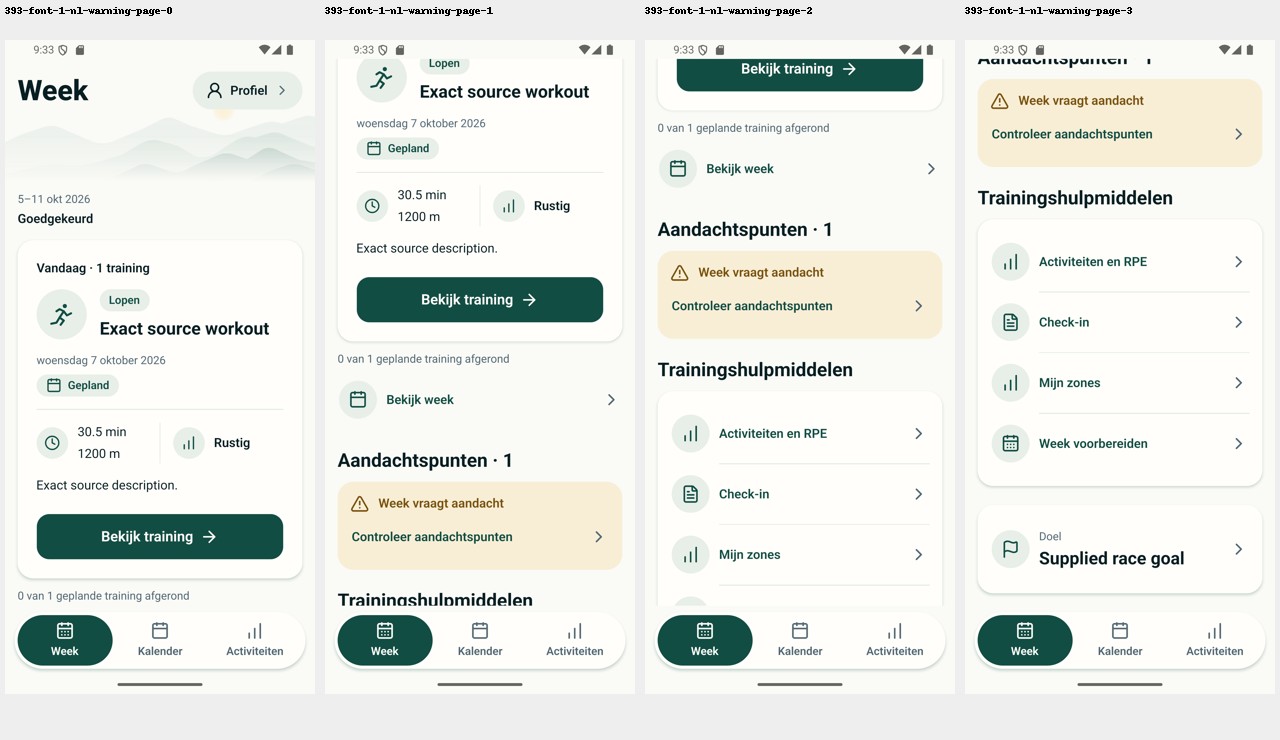 393-font-1-nl-warning-page-0
9:33
Week
Profiel
5–11 okt 2026
Goedgekeurd
Vandaag · 1 training
Lopen
Exact source workout
woensdag 7 oktober 2026
Gepland
30.5 min
1200 m
Rustig
Exact source description.
Bekijk training
0 van 1 geplande training afgerond
Week
Kalender
Activiteiten
393-font-1-nl-warning-page-1
9:33
Lopen
Exact source workout
woensdag 7 oktober 2026
Gepland
30.5 min
1200 m
Rustig
Exact source description.
Bekijk training
0 van 1 geplande training afgerond
Bekijk week
Aandachtspunten · 1
Week vraagt aandacht
Controleer aandachtspunten
Trainingshulpmiddelen
Week
Kalender
Activiteiten
393-font-1-nl-warning-page-2
9:33
Bekijk training
0 van 1 geplande training afgerond
Bekijk week
Aandachtspunten · 1
Week vraagt aandacht
Controleer aandachtspunten
Trainingshulpmiddelen
Activiteiten en RPE
Check-in
Mijn zones
Week
Kalender
Activiteiten
393-font-1-nl-warning-page-3
9:33
Aandachtspunten · 1
Week vraagt aandacht
Controleer aandachtspunten
Trainingshulpmiddelen
Activiteiten en RPE
Check-in
Mijn zones
Week voorbereiden
Doel
Supplied race goal
Week
Kalender
Activiteiten